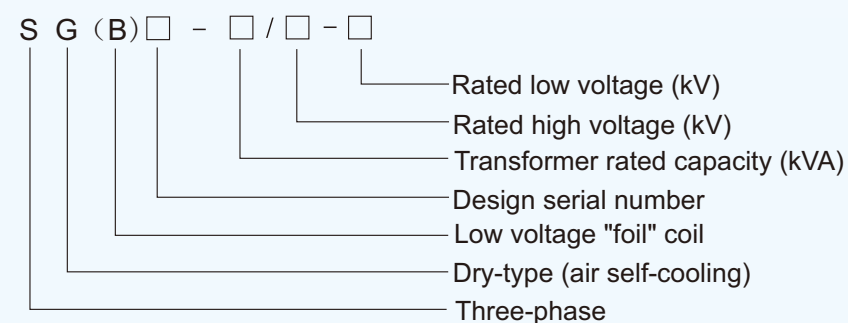 S G (B)□ - □/□-□
Rated low voltage (kV)
Rated high voltage (kV)
Transformer rated capacity (kVA)
Design serial number
Low voltage "foil" coil
Dry-type (air self-cooling)
Three-phase